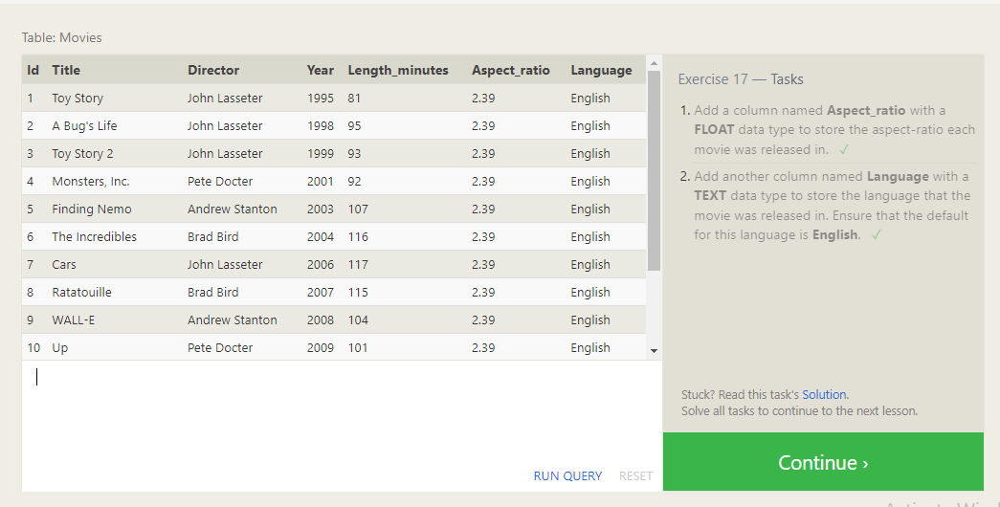 Table: Movies
Id Title Director Year Length_minutes Aspect_ratio Language
1 Toy Story John Lasseter 1995 81 2.39 English
2 A Bug's Life John Lasseter 1998 95 2.39 English
3 Toy Story 2 John Lasseter 1999 93 2.39 English
4 Monsters, Inc. Pete Docter 2001 92 2.39 English
5 Finding Nemo Andrew Stanton 2003 107 2.39 English
6 The Incredibles Brad Bird 2004 116 2.39 English
7 Cars John Lasseter 2006 117 2.39 English
8 Ratatouille Brad Bird 2007 115 2.39 English
9 WALL-E Andrew Stanton 2008 104 2.39 English
10 Up Pete Docter 2009 101 2.39 English
RUN QUERY RESET
Exercise 17 — Tasks
1. Add a column named Aspect_ratio with a
FLOAT data type to store the aspect-ratio each
movie was released in. ✓
2. Add another column named Language with a
TEXT data type to store the language that the
movie was released in. Ensure that the default
for this language is English. ✓
Stuck? Read this task's Solution.
Solve all tasks to continue to the next lesson.
Continue ›